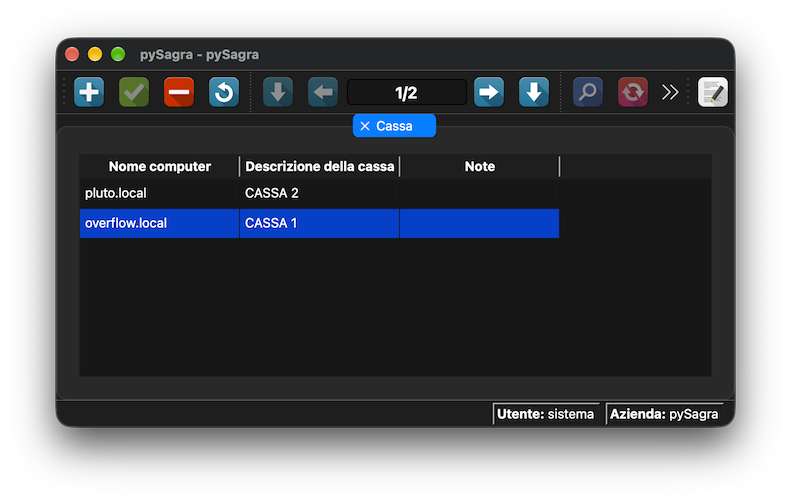 pySagra - pySagra
1/2
Cassa
Nome computer Descrizione della cassa Note
pluto.local CASSA 2
overflow.local CASSA 1
Utente: sistema Azienda: pySagra